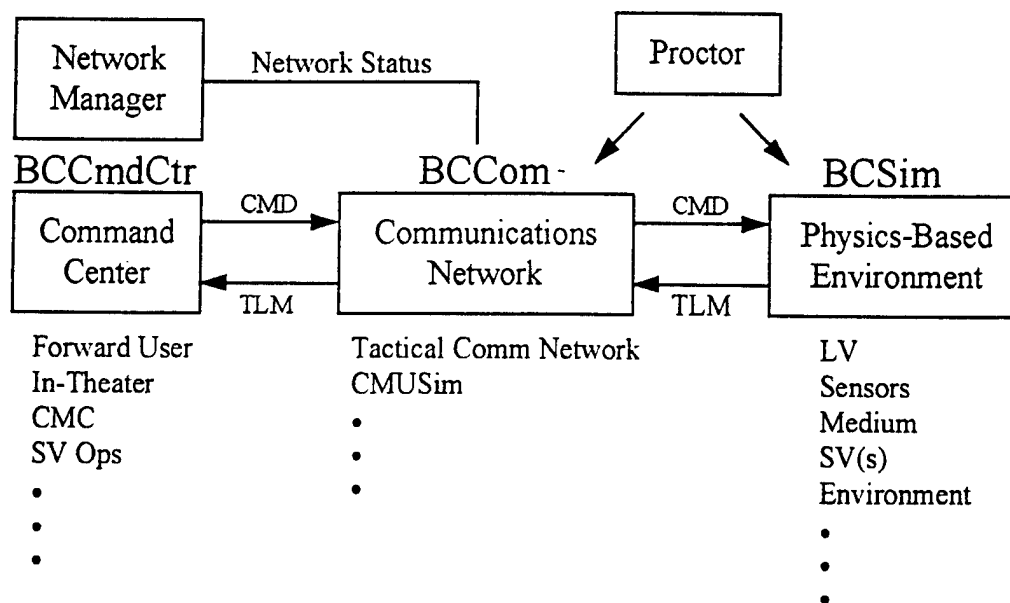 Network
Manager
Network Status
Proctor
BCCmdCtr
BCCom
BCSim
Command
Center
CMD
TLM
Communications
Network
CMD
TLM
Physics-Based
Environment
Forward User
In-Theater
CMC
SV Ops
•
•
•
Tactical Comm Network
CMUSim
•
•
•
LV
Sensors
Medium
SV(s)
Environment
•
•
•